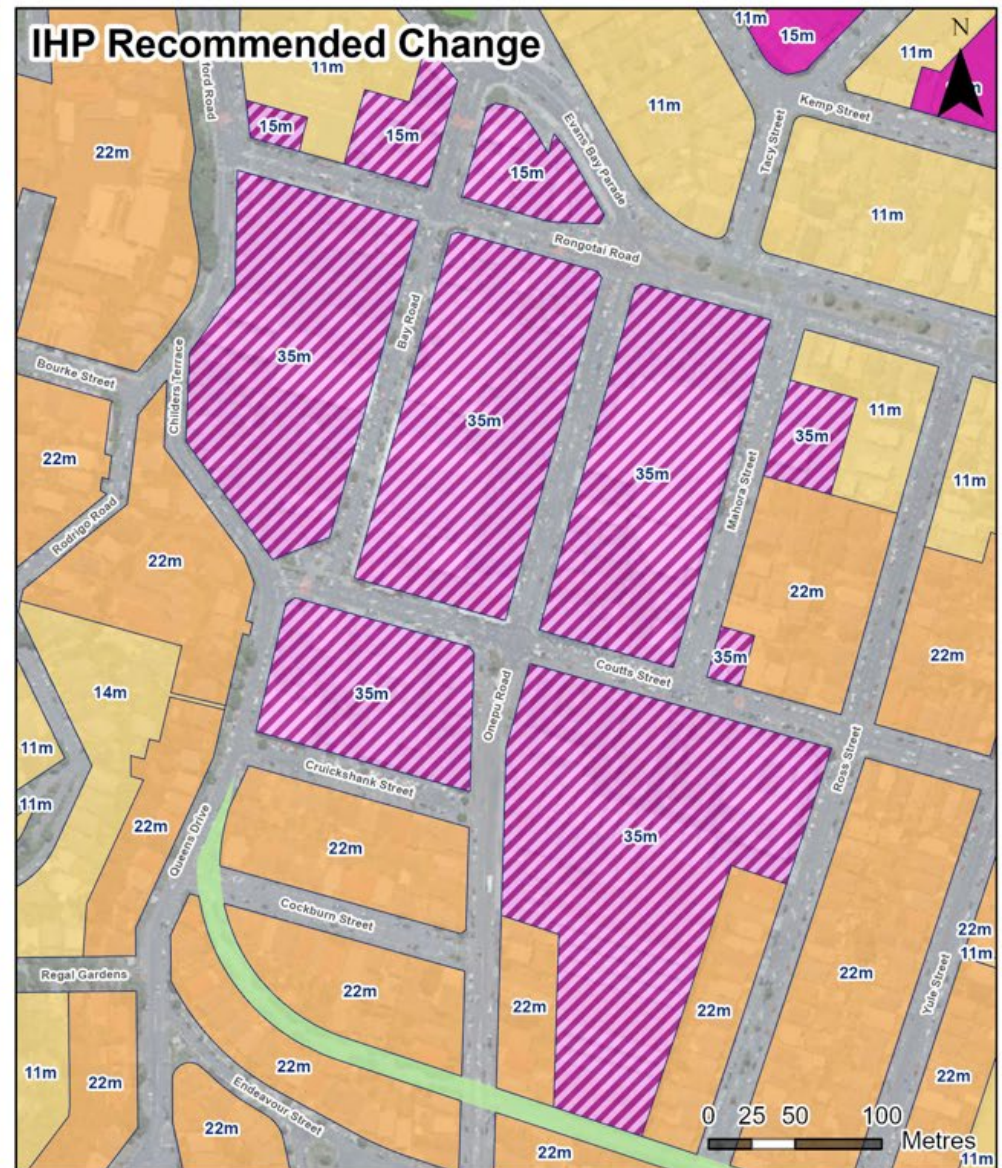 IHP Recommended Change
11m
15m
N
11m
ford Road
11m
22m
15m
15m
15m
Evans Bay Parade
11m
Tacy Street
Kemp Street
11m
Rongotai Road
35m
Bay Road
35m
35m
Bourke Street
Childers Terrace
22m
Rodrigo Road
22m
Mahora Street
35m
11m
11m
22m
22m
14m
11m
11m
35m
Onepu Road
Coutts Street
35m
Cruickshank Street
22m
Queens Drive
22m
35m
Ross Street
Cockburn Street
22m
22m
22m
22m
Regal Gardens
22m
11m
Yule Street
11m
22m
22m
Endeavour Street
22m
22m
22m
11m
0 25 50 100
Metres